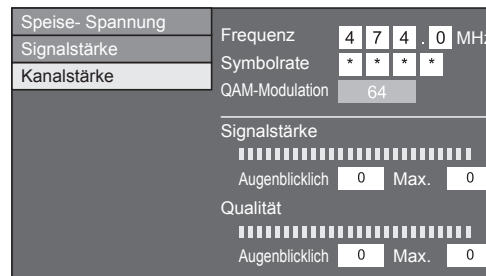 Speise- Spannung
Signalstärke
Kanalstärke
Frequenz 4 7 4 . 0 MHz
Symbolrate * * * *
QAM-Modulation 64
Signalstärke
Augenblicklich 0 Max. 0
Qualität
Augenblicklich 0 Max. 0